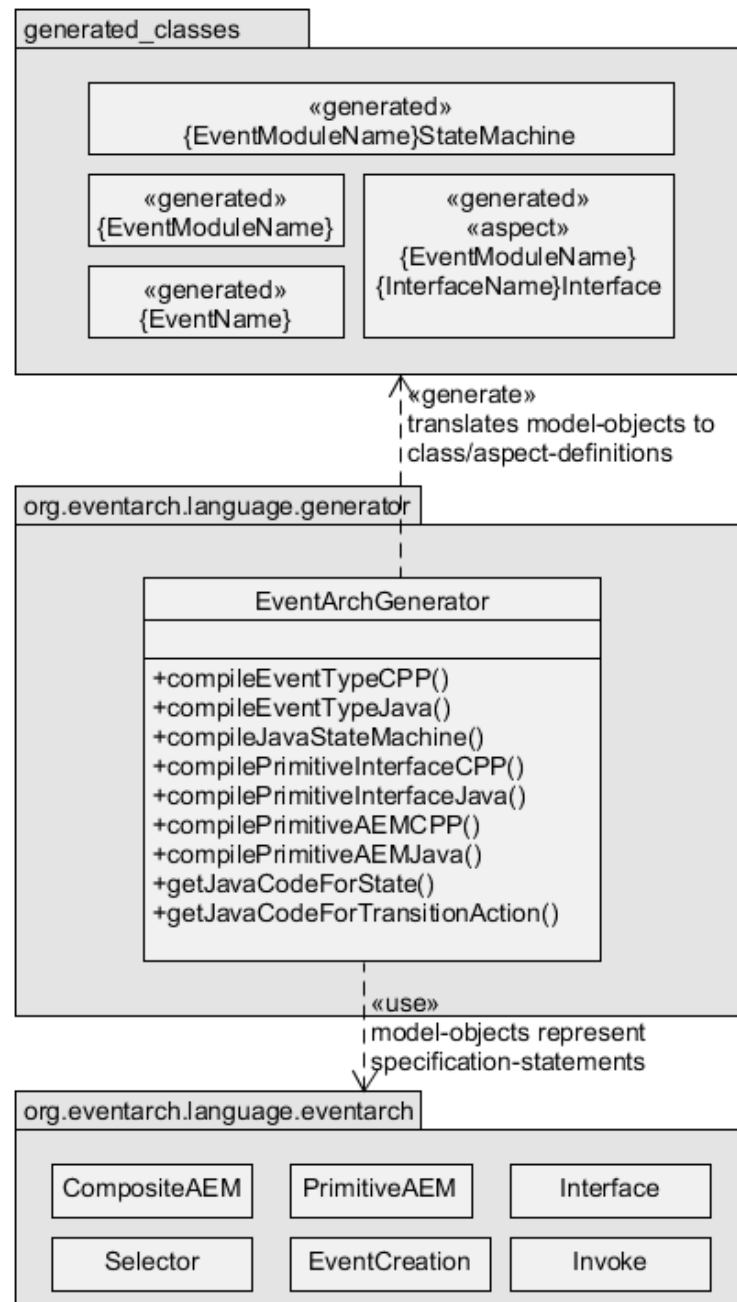 generated_classes
«generated»
{EventModuleName}StateMachine
«generated»
{EventModuleName}
«generated»
{EventName}
«generated»
«aspect»
{EventModuleName}
{InterfaceName}Interface
«generate»
translates model-objects to
class/aspect-definitions
org.eventarch.language.generator
EventArchGenerator
+compileEventTypeCPP()
+compileEventTypeJava()
+compileJavaStateMachine()
+compilePrimitiveInterfaceCPP()
+compilePrimitiveInterfaceJava()
+compilePrimitiveAEMCPP()
+compilePrimitiveAEMJava()
+getJavaCodeForState()
+getJavaCodeForTransitionAction()
«use»
model-objects represent
specification-statements
org.eventarch.language.eventarch
CompositeAEM
PrimitiveAEM
Interface
Selector
EventCreation
Invoke